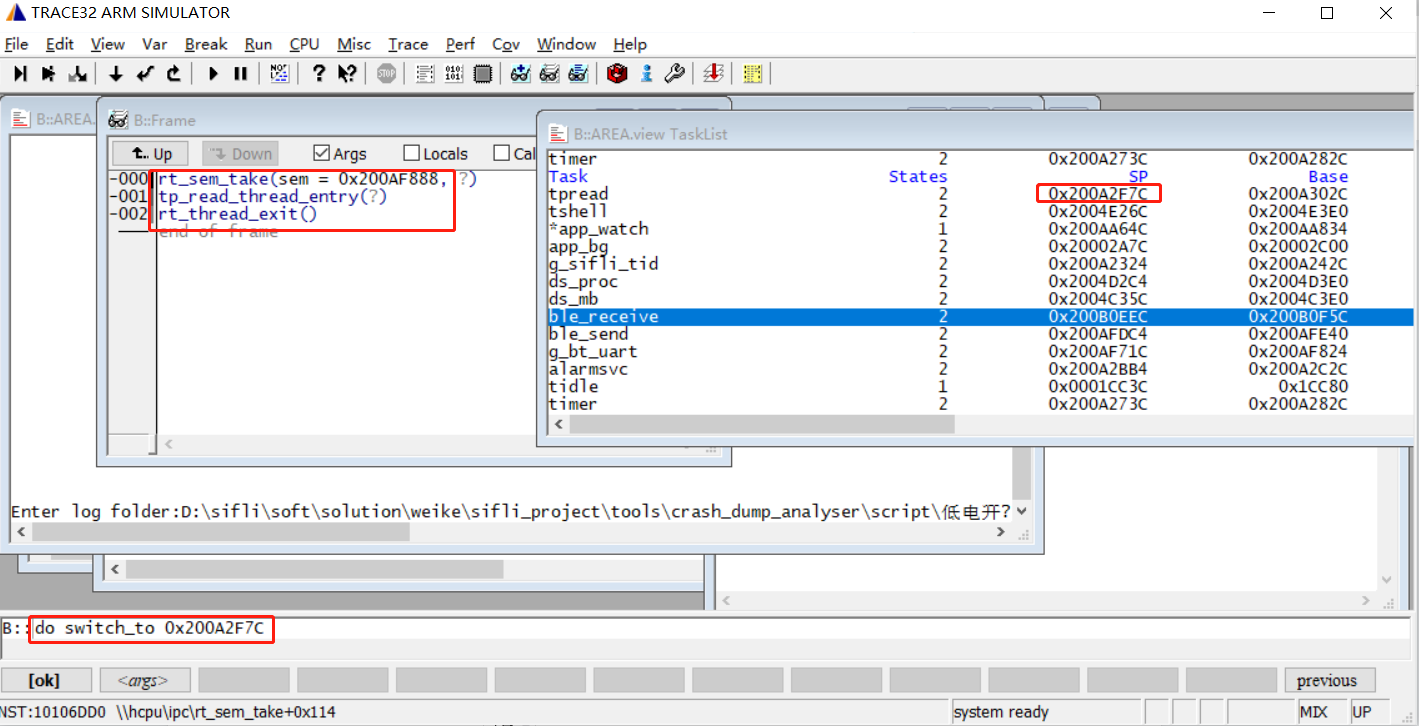 TRACE32 ARM SIMULATOR
File Edit View Var Break Run CPU Misc Trace Perf Cov Window Help
B::AREA.
B::Frame
Up Down Args Locals Cal
-000 rt_sem_take(sem = 0x200AF888, ?)
-001 tp_read_thread_entry(?)
-002 rt_thread_exit()
end of frame
B::AREA.view TaskList
timer 2 0x200A273C 0x200A282C
Task States SP Base
tpread 2 0x200A2F7C 0x200A302C
tshell 2 0x2004E26C 0x2004E3E0
*app_watch 1 0x200AA64C 0x200AA834
app_bg 2 0x20002A7C 0x20002C00
g_sifli_tid 2 0x200A2324 0x200A242C
ds_proc 2 0x2004D2C4 0x2004D3E0
ds_mb 2 0x2004C35C 0x2004C3E0
ble_receive 2 0x200B0EEC 0x200B0F5C
ble_send 2 0x200AFDC4 0x200AFE40
g_bt_uart 2 0x200AF71C 0x200AF824
alarmsvc 2 0x200A2BB4 0x200A2C2C
tidle 1 0x0001CC3C 0x1CC80
timer 2 0x200A273C 0x200A282C
Enter log folder:D:\sifli\soft\solution\weike\sifli_project\tools\crash_dump_analyser\script\低电开?
B::do switch_to 0x200A2F7C
[ok] <args> previous
NST:10106DD0 \\hcpu\ipc\rt_sem_take+0x114 system ready MIX UP